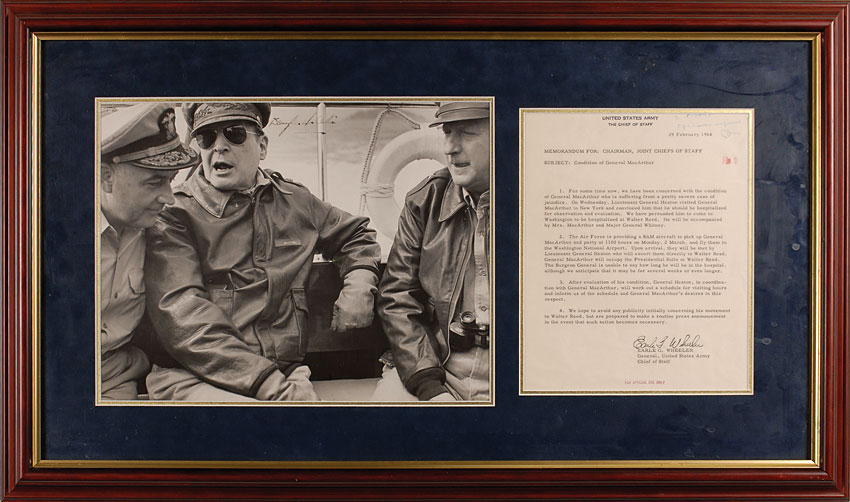 UNITED STATES ARMY
THE CHIEF OF STAFF
29 February 1964
MEMORANDUM FOR: CHAIRMAN, JOINT CHIEFS OF STAFF
SUBJECT: Condition of General MacArthur
1. For some time now, we have been concerned with the condition
of General MacArthur who is suffering from a pretty severe case of
jaundice. On Wednesday, Lieutenant General Heaton visited General
MacArthur in New York and convinced him that he should be hospitalized
for observation and evaluation. We have persuaded him to come to
Washington to be hospitalized at Walter Reed. He will be accompanied
by Mrs. MacArthur and Major General Whitney.
2. The Air Force is providing a SAM aircraft to pick up General
MacArthur and party at 1100 hours on Monday, 2 March, and fly them to
the Washington National Airport. Upon arrival, they will be met by
Lieutenant General Heaton who will escort them directly to Walter Reed.
General MacArthur will occupy the Presidential Suite in Walter Reed.
The Surgeon General is unable to say how long he will be in the hospital,
although we anticipate that it may be for several weeks or even longer.
3. After evaluation of his condition, General Heaton, in coordina-
tion with General MacArthur, will work out a schedule for visiting hours
and inform us of the schedule and General MacArthur's desires in this
respect.
4. We hope to avoid any publicity initially concerning his movement
to Walter Reed, but are prepared to make a routine press announcement
in the event that such action becomes necessary.
Earle G Wheeler
EARLE G. WHEELER
General, United States Army
Chief of Staff
FOR OFFICIAL USE ONLY